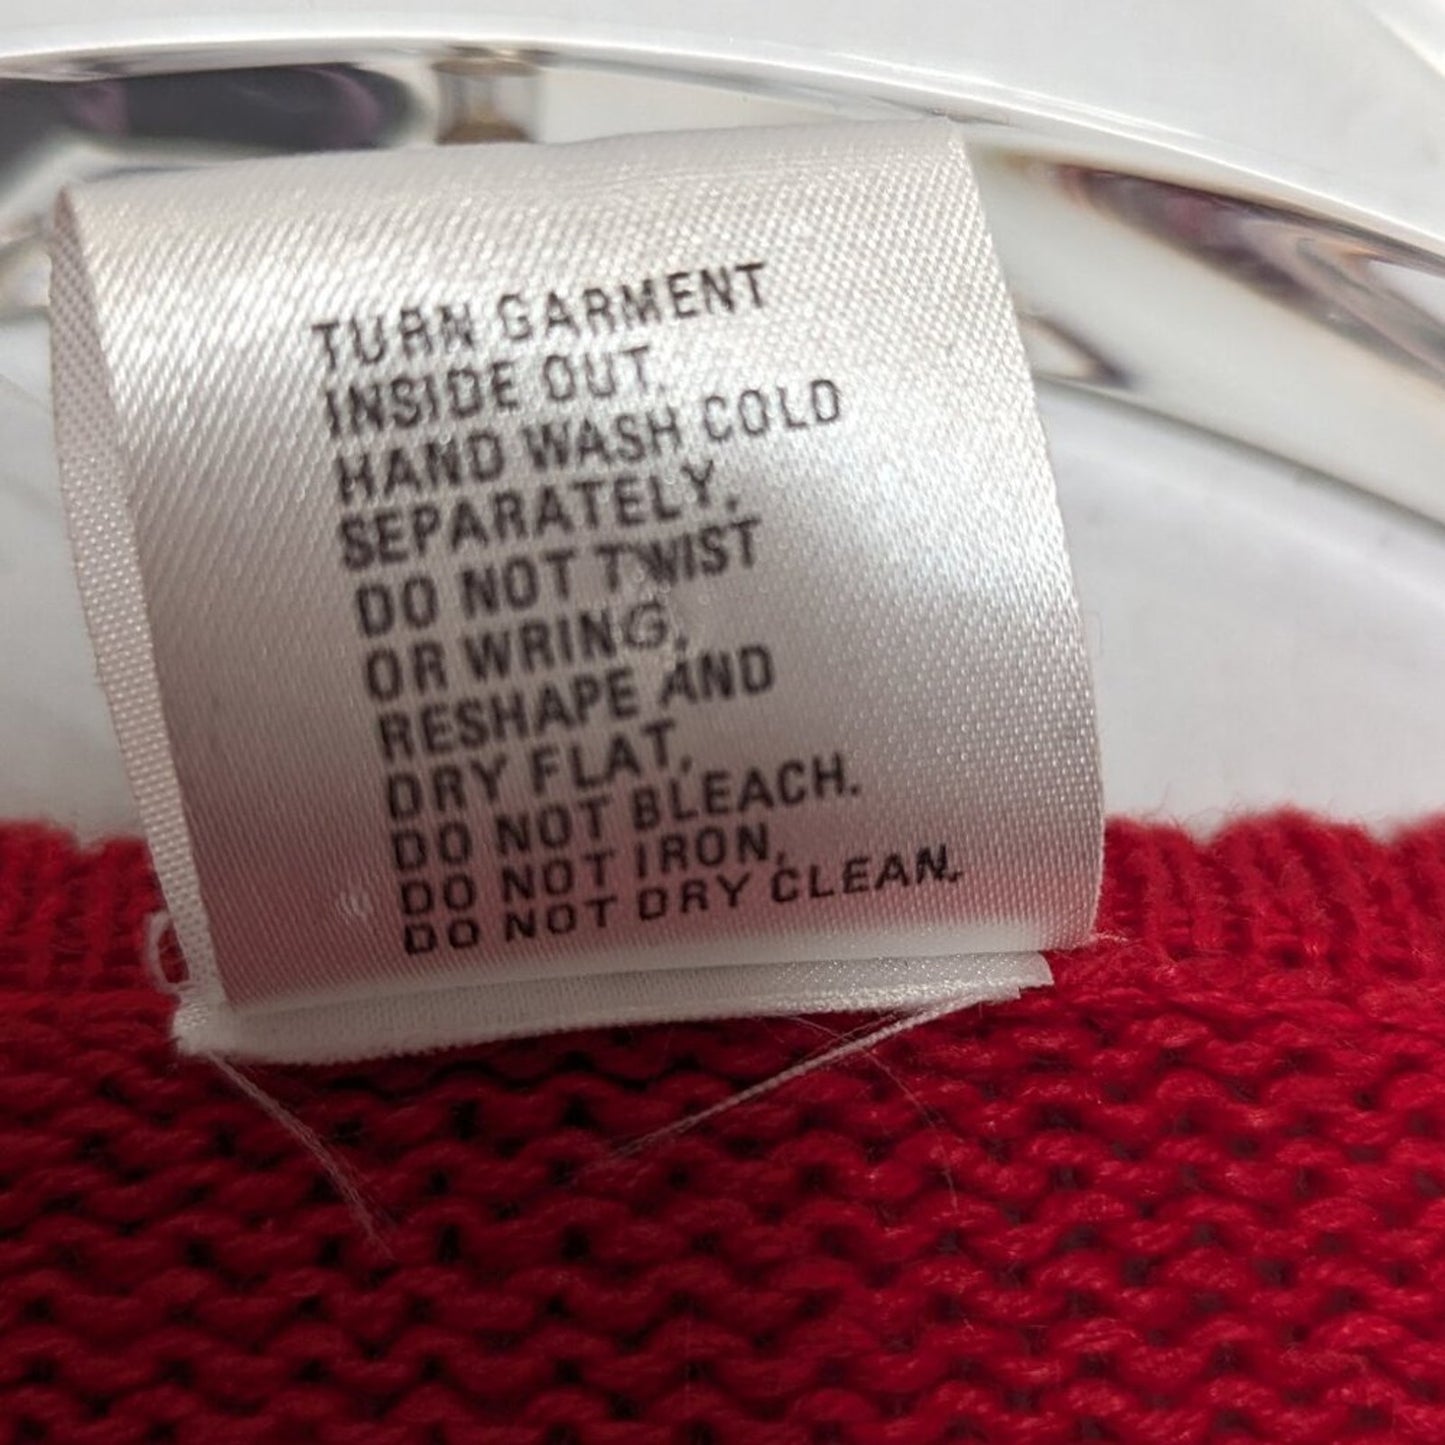 TURN GARMENT
INSIDE OUT.
HAND WASH COLD
SEPARATELY.
DO NOT TWIST
OR WRING.
RESHAPE AND
DRY FLAT.
DO NOT BLEACH.
DO NOT IRON.
DO NOT DRY CLEAN.